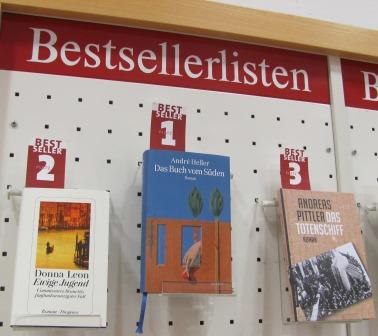 Bestsellerlisten
B
BEST
SELLER
1
BEST
SELLER
2
BEST
SELLER
3
André Heller
Das Buch vom Süden
Roman
Donna Leon
Ewige Jugend
Commissario Brunettis
fünfundzwanzigster Fall
Roman · Diogenes
ANDREAS
PITTLER DAS
TOTENSCHIFF
ROMAN